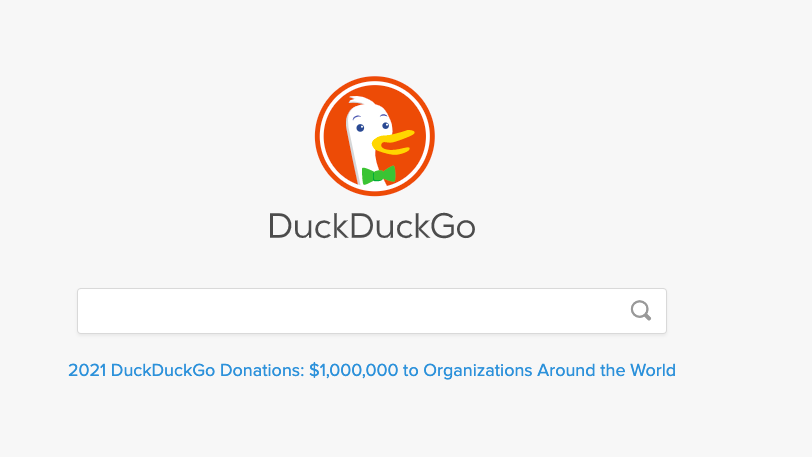 DuckDuckGo
2021 DuckDuckGo Donations: $1,000,000 to Organizations Around the World